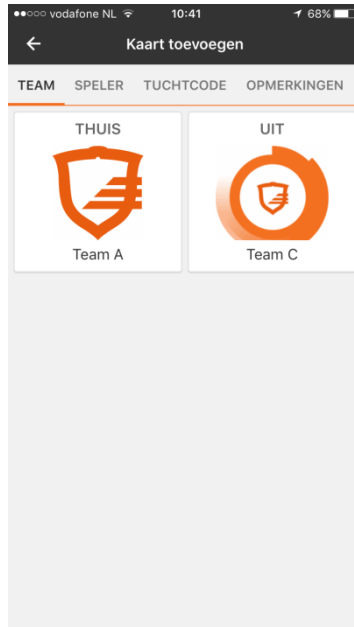 vodafone NL 10:41 68%
Kaart toevoegen
TEAM SPELER TUCHTCODE OPMERKINGEN
THUIS UIT
Team A Team C